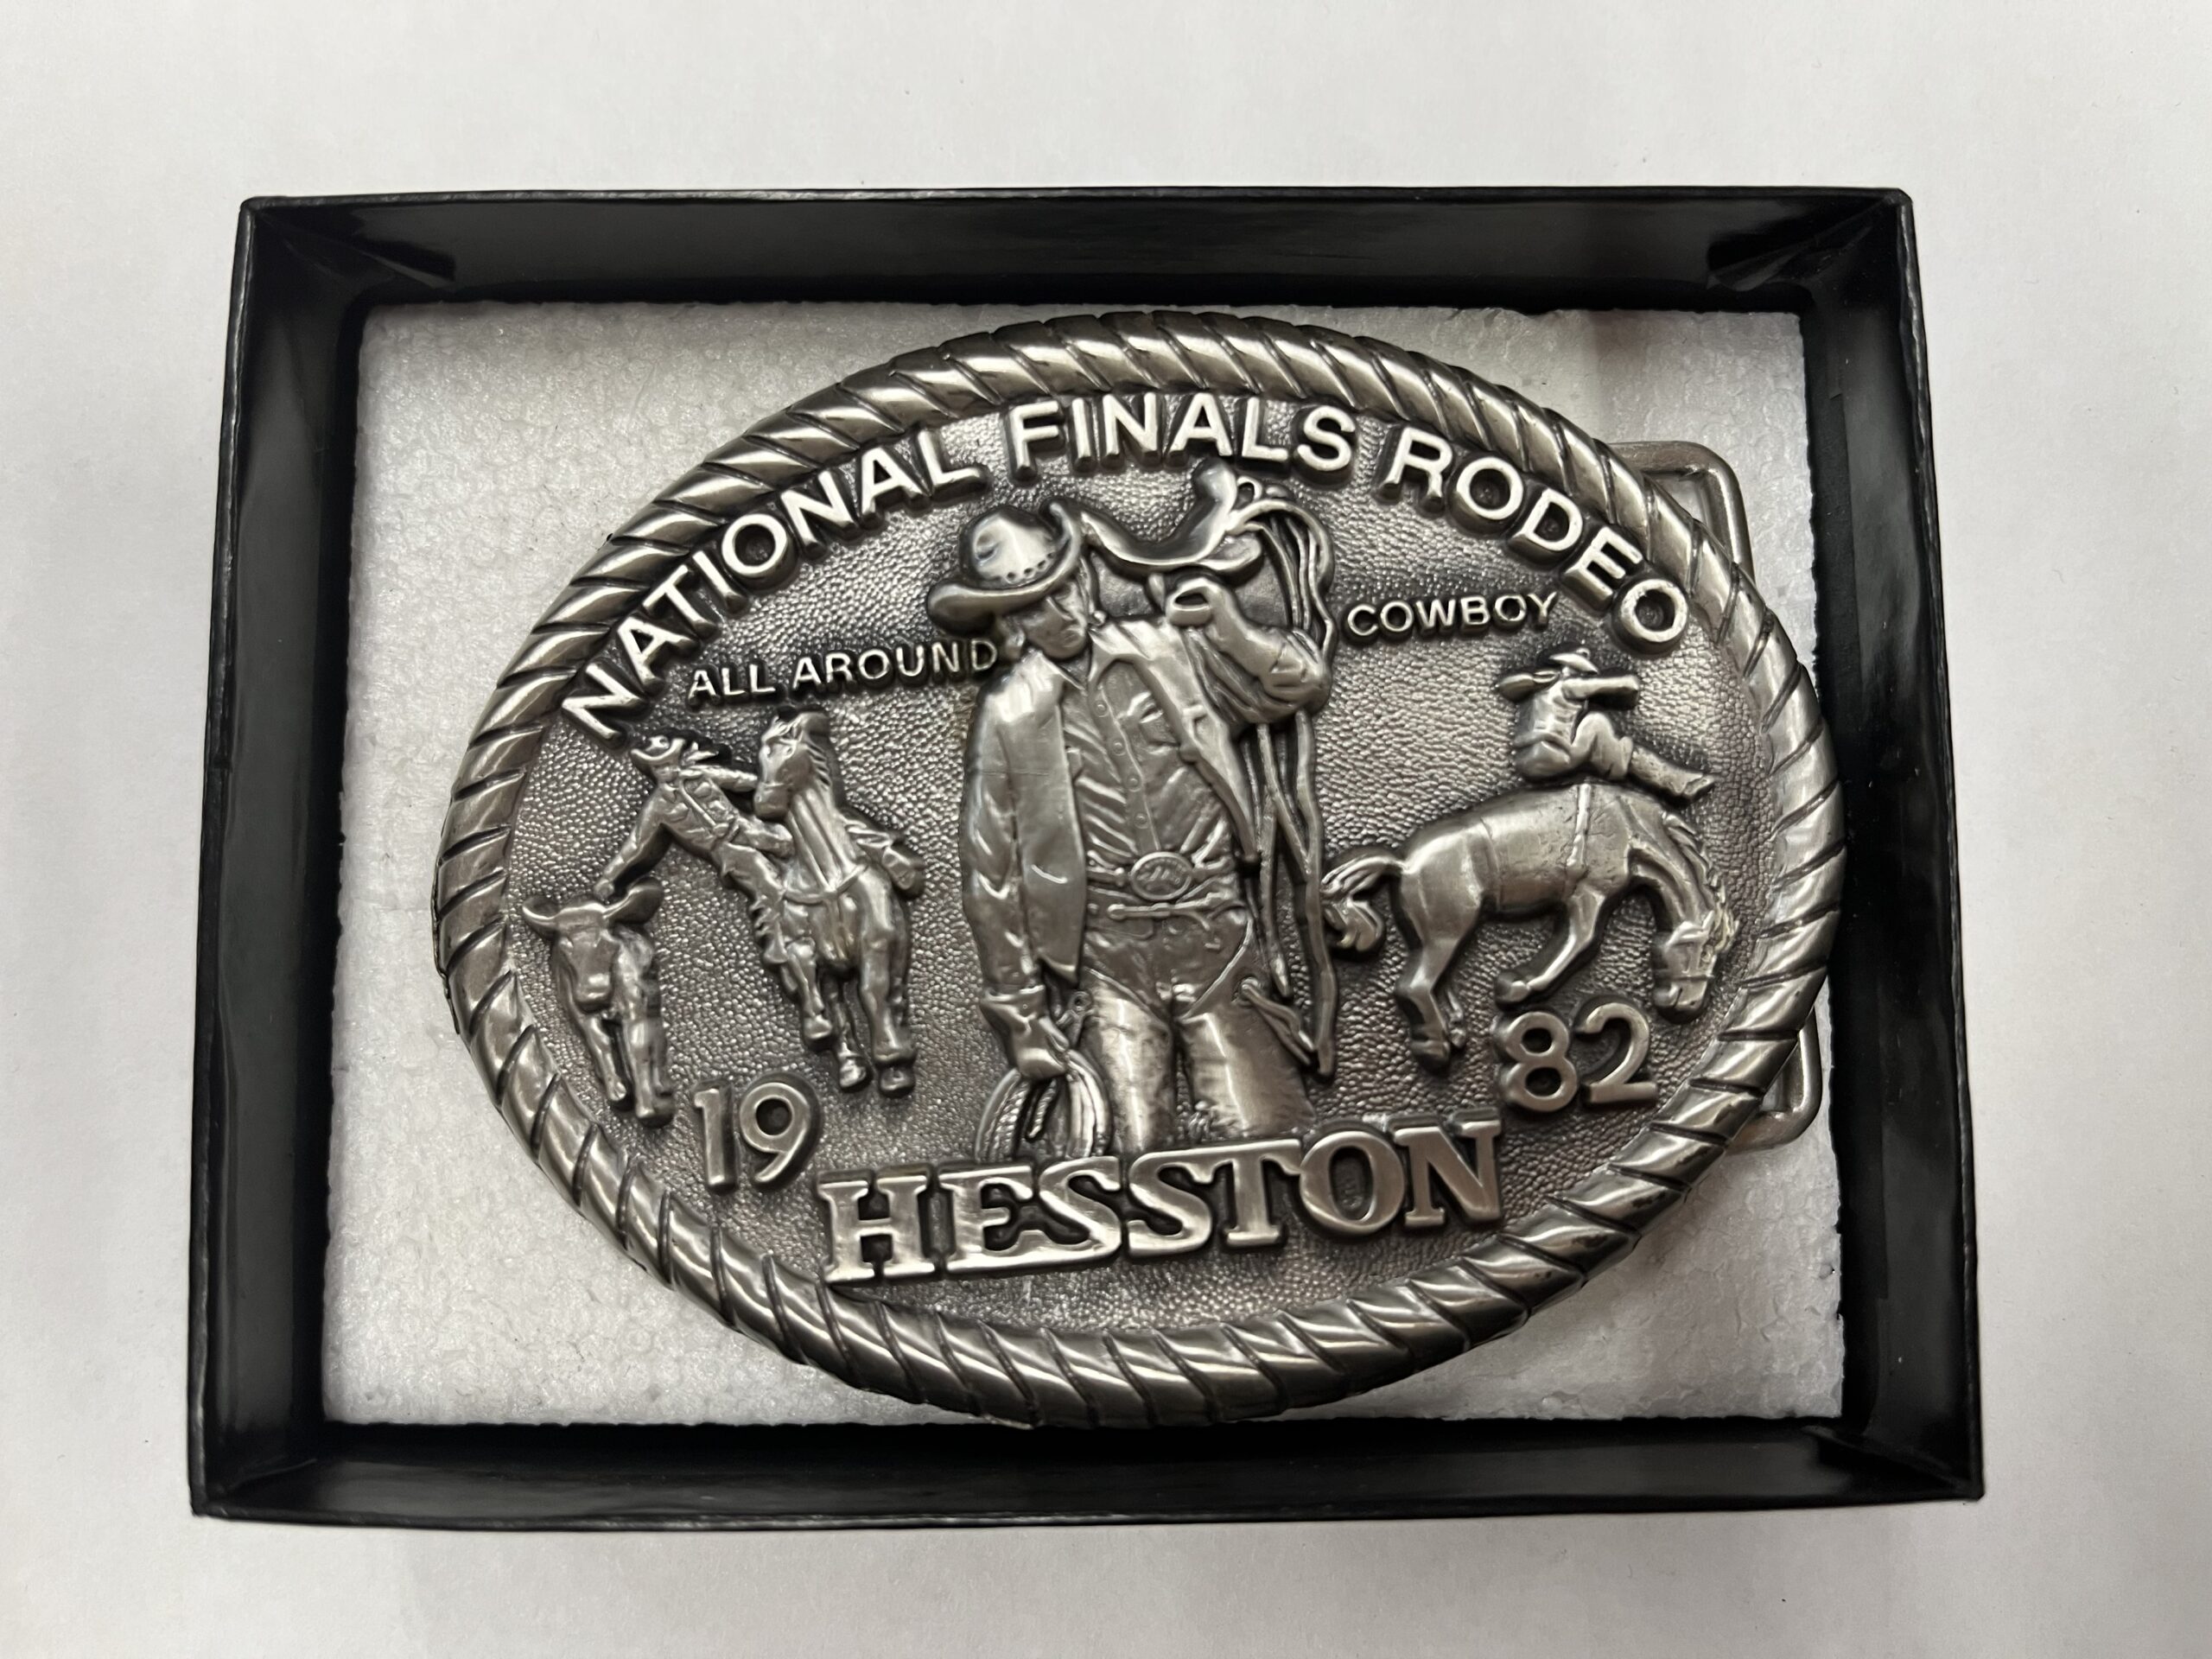 NATIONAL FINALS RODEO
ALL AROUND COWBOY
19 82
HESSTON